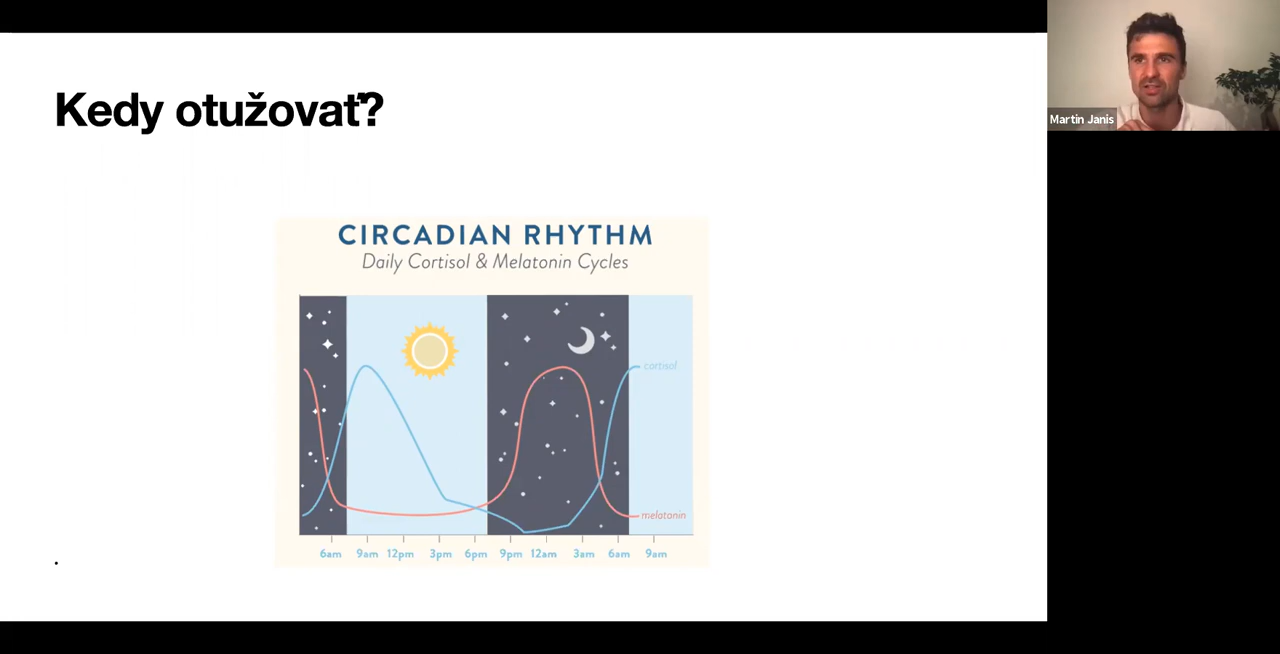 Kedy otužovať?
Martin Janis
CIRCADIAN RHYTHM
Daily Cortisol & Melatonin Cycles
cortisol
melatonin
6am 9am 12pm 3pm 6pm 9pm 12am 3am 6am 9am
.